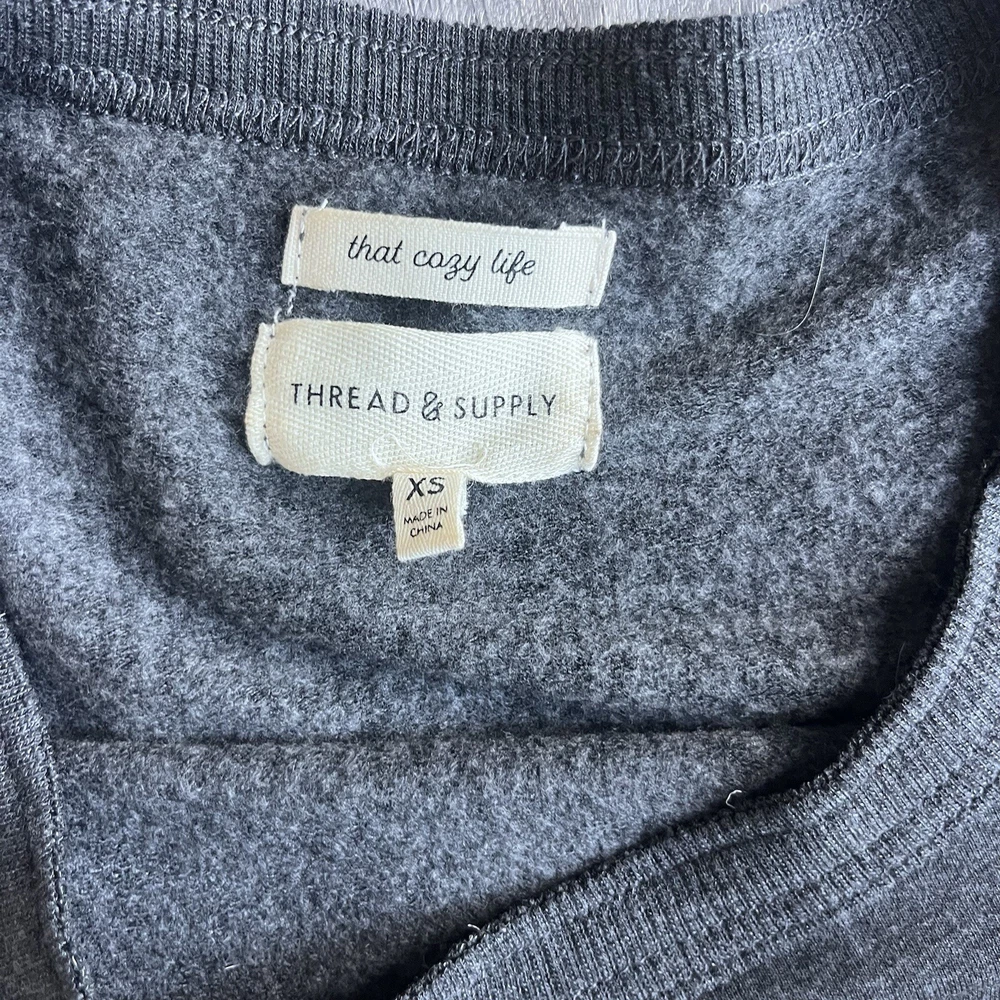 that cozy life
THREAD & SUPPLY
XS
MADE IN
CHINA